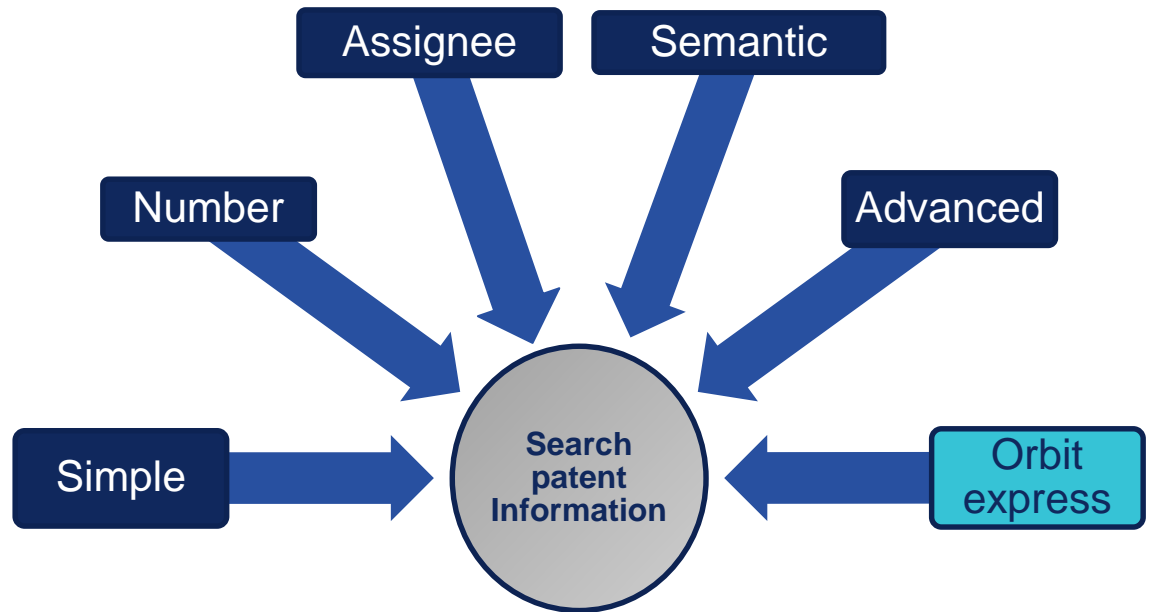 Assignee
Semantic
Number
Advanced
Simple
Search
patent
Information
Orbit
express